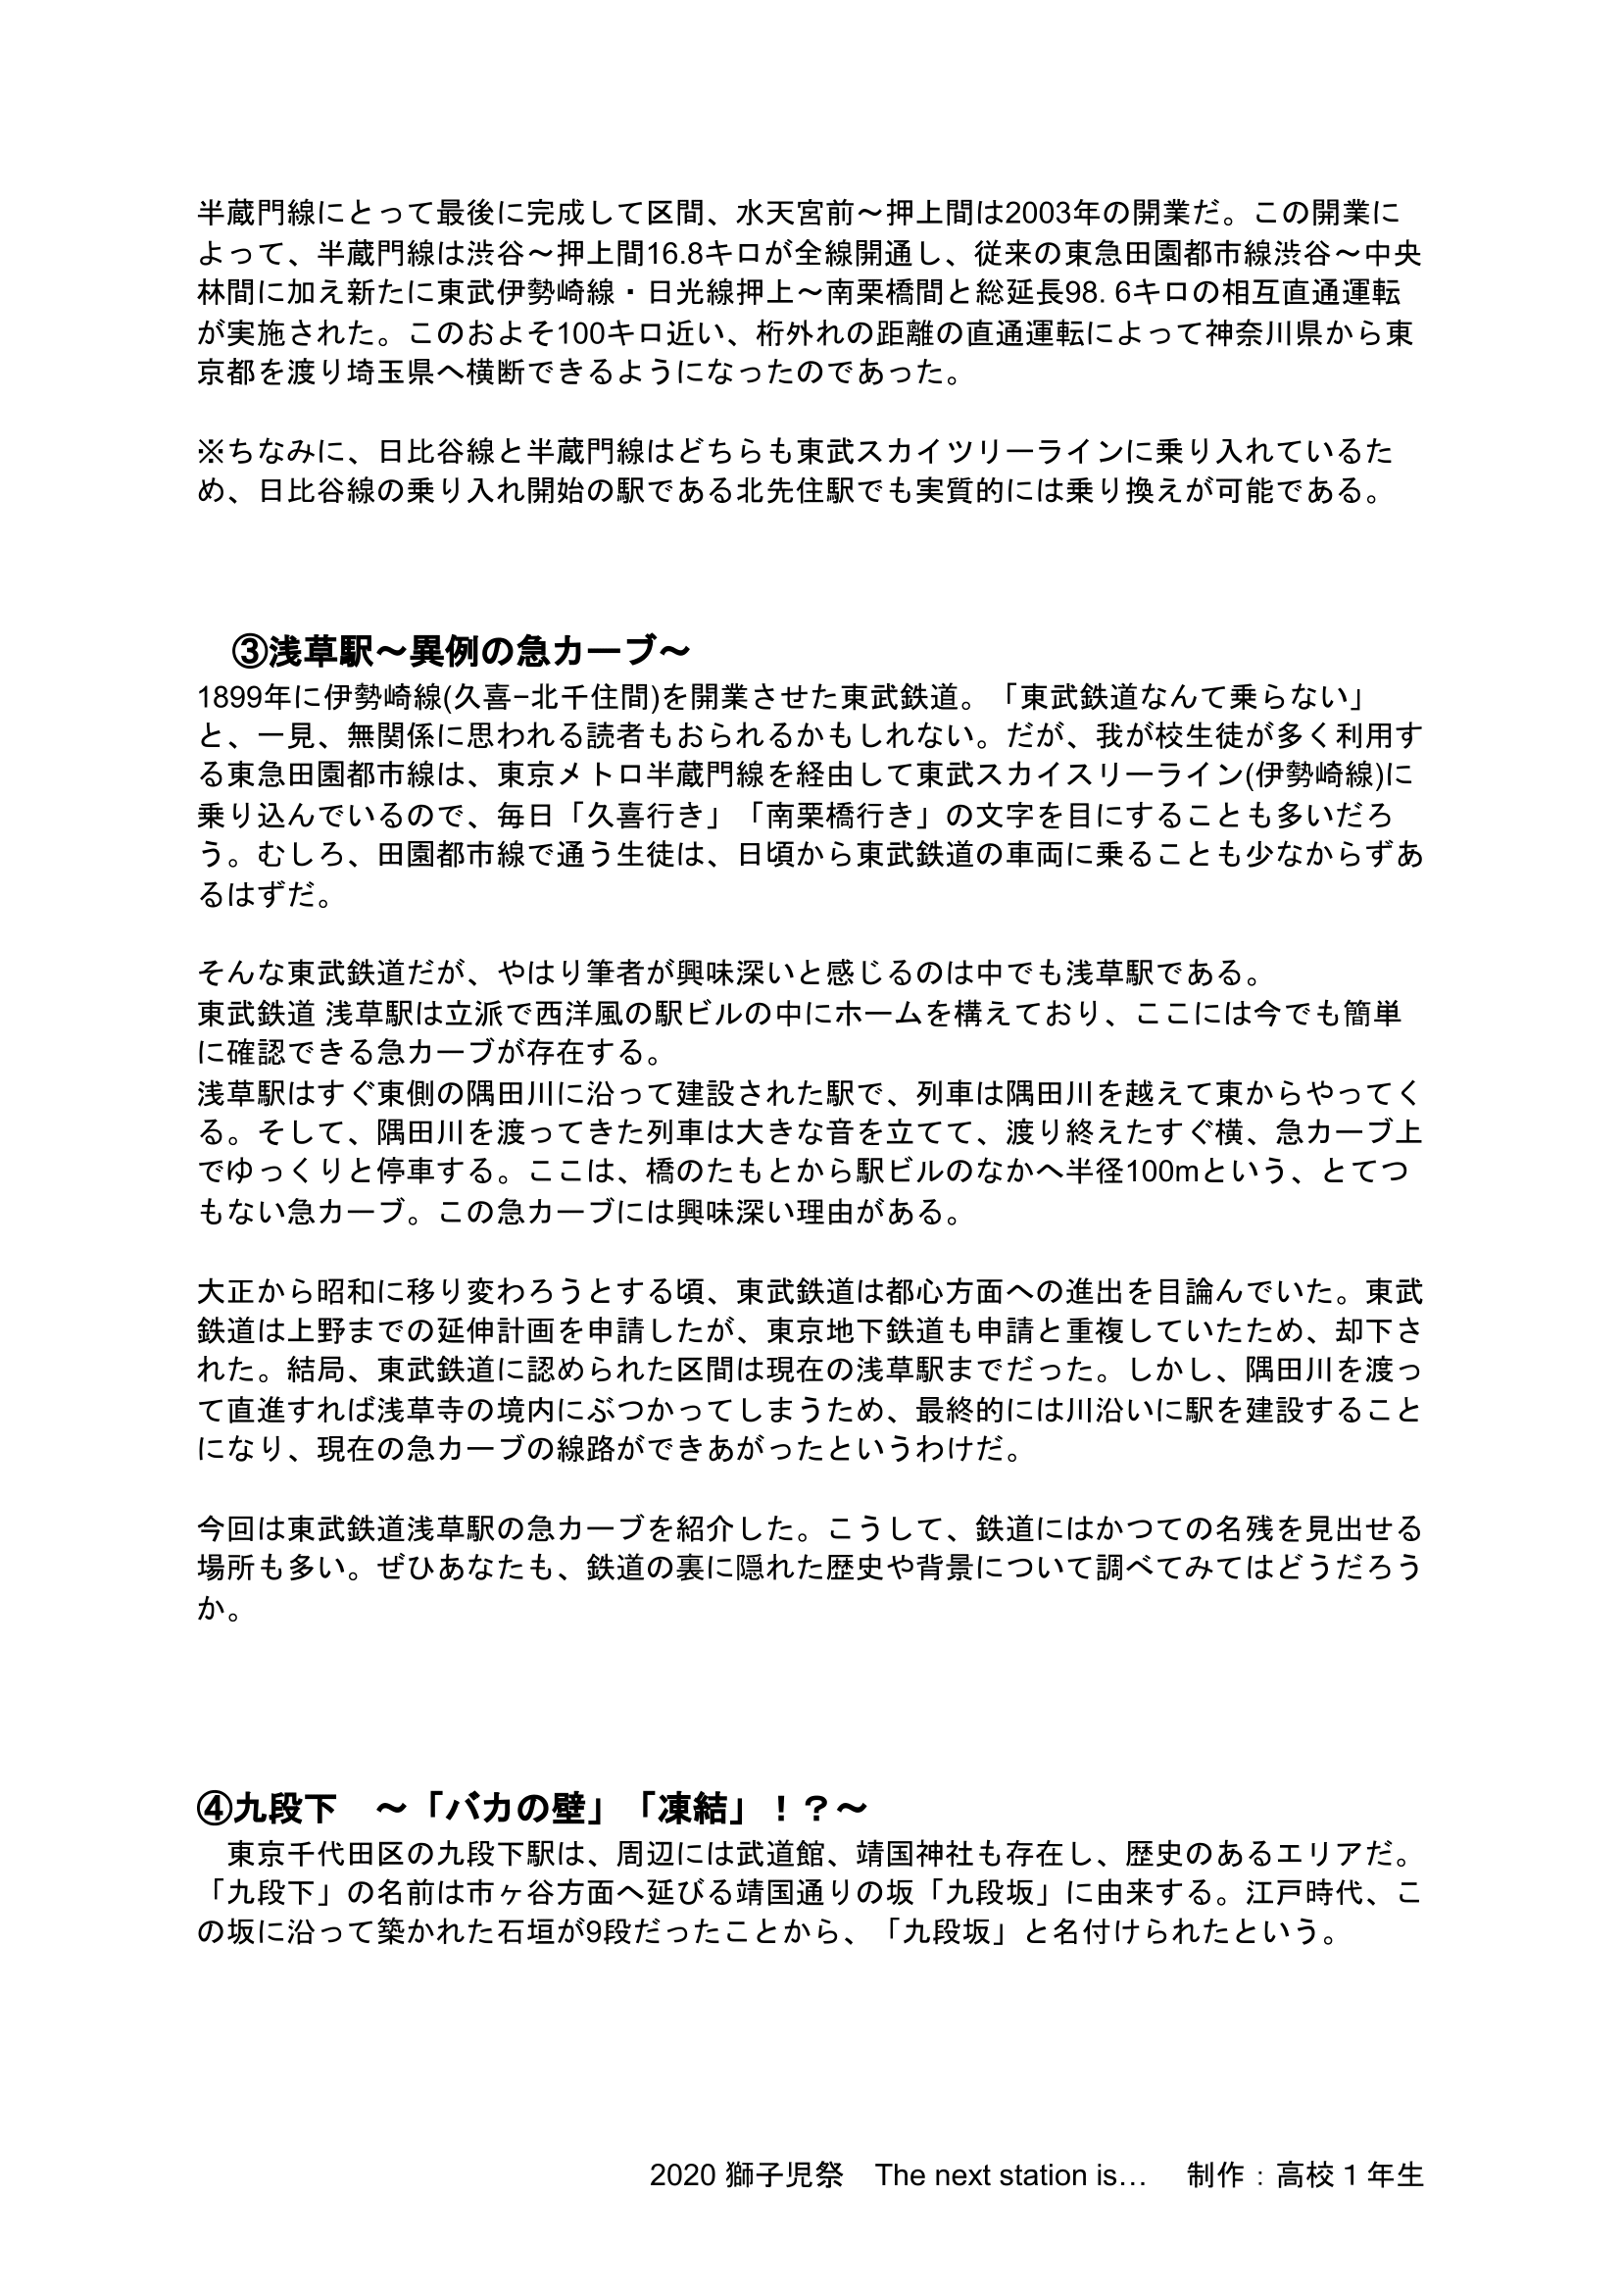 半蔵門線にとって最後に完成して区間、水天宮前～押上間は2003年の開業だ。この開業に
よって、半蔵門線は渋谷～押上間16.8キロが全線開通し、従来の東急田園都市線渋谷～中央
林間に加え新たに東武伊勢崎線・日光線押上～南栗橋間と総延長98. 6キロの相互直通運転
が実施された。このおよそ100キロ近い、桁外れの距離の直通運転によって神奈川県から東
京都を渡り埼玉県へ横断できるようになったのであった。
※ちなみに、日比谷線と半蔵門線はどちらも東武スカイツリーラインに乗り入れているた
め、日比谷線の乗り入れ開始の駅である北先住駅でも実質的には乗り換えが可能である。
③浅草駅～異例の急カーブ～
1899年に伊勢崎線(久喜−北千住間)を開業させた東武鉄道。「東武鉄道なんて乗らない」
と、一見、無関係に思われる読者もおられるかもしれない。だが、我が校生徒が多く利用す
る東急田園都市線は、東京メトロ半蔵門線を経由して東武スカイスリーライン(伊勢崎線)に
乗り込んでいるので、毎日「久喜行き」「南栗橋行き」の文字を目にすることも多いだろ
う。むしろ、田園都市線で通う生徒は、日頃から東武鉄道の車両に乗ることも少なからずあ
るはずだ。
そんな東武鉄道だが、やはり筆者が興味深いと感じるのは中でも浅草駅である。
東武鉄道 浅草駅は立派で西洋風の駅ビルの中にホームを構えており、ここには今でも簡単
に確認できる急カーブが存在する。
浅草駅はすぐ東側の隅田川に沿って建設された駅で、列車は隅田川を越えて東からやってく
る。そして、隅田川を渡ってきた列車は大きな音を立てて、渡り終えたすぐ横、急カーブ上
でゆっくりと停車する。ここは、橋のたもとから駅ビルのなかへ半径100mという、とてつ
もない急カーブ。この急カーブには興味深い理由がある。
大正から昭和に移り変わろうとする頃、東武鉄道は都心方面への進出を目論んでいた。東武
鉄道は上野までの延伸計画を申請したが、東京地下鉄道も申請と重複していたため、却下さ
れた。結局、東武鉄道に認められた区間は現在の浅草駅までだった。しかし、隅田川を渡っ
て直進すれば浅草寺の境内にぶつかってしまうため、最終的には川沿いに駅を建設すること
になり、現在の急カーブの線路ができあがったというわけだ。
今回は東武鉄道浅草駅の急カーブを紹介した。こうして、鉄道にはかつての名残を見出せる
場所も多い。ぜひあなたも、鉄道の裏に隠れた歴史や背景について調べてみてはどうだろう
か。
④九段下　～「バカの壁」「凍結」！？～
　東京千代田区の九段下駅は、周辺には武道館、靖国神社も存在し、歴史のあるエリアだ。
「九段下」の名前は市ヶ谷方面へ延びる靖国通りの坂「九段坂」に由来する。江戸時代、こ
の坂に沿って築かれた石垣が9段だったことから、「九段坂」と名付けられたという。
2020 獅子児祭　The next station is…　制作：高校 1 年生